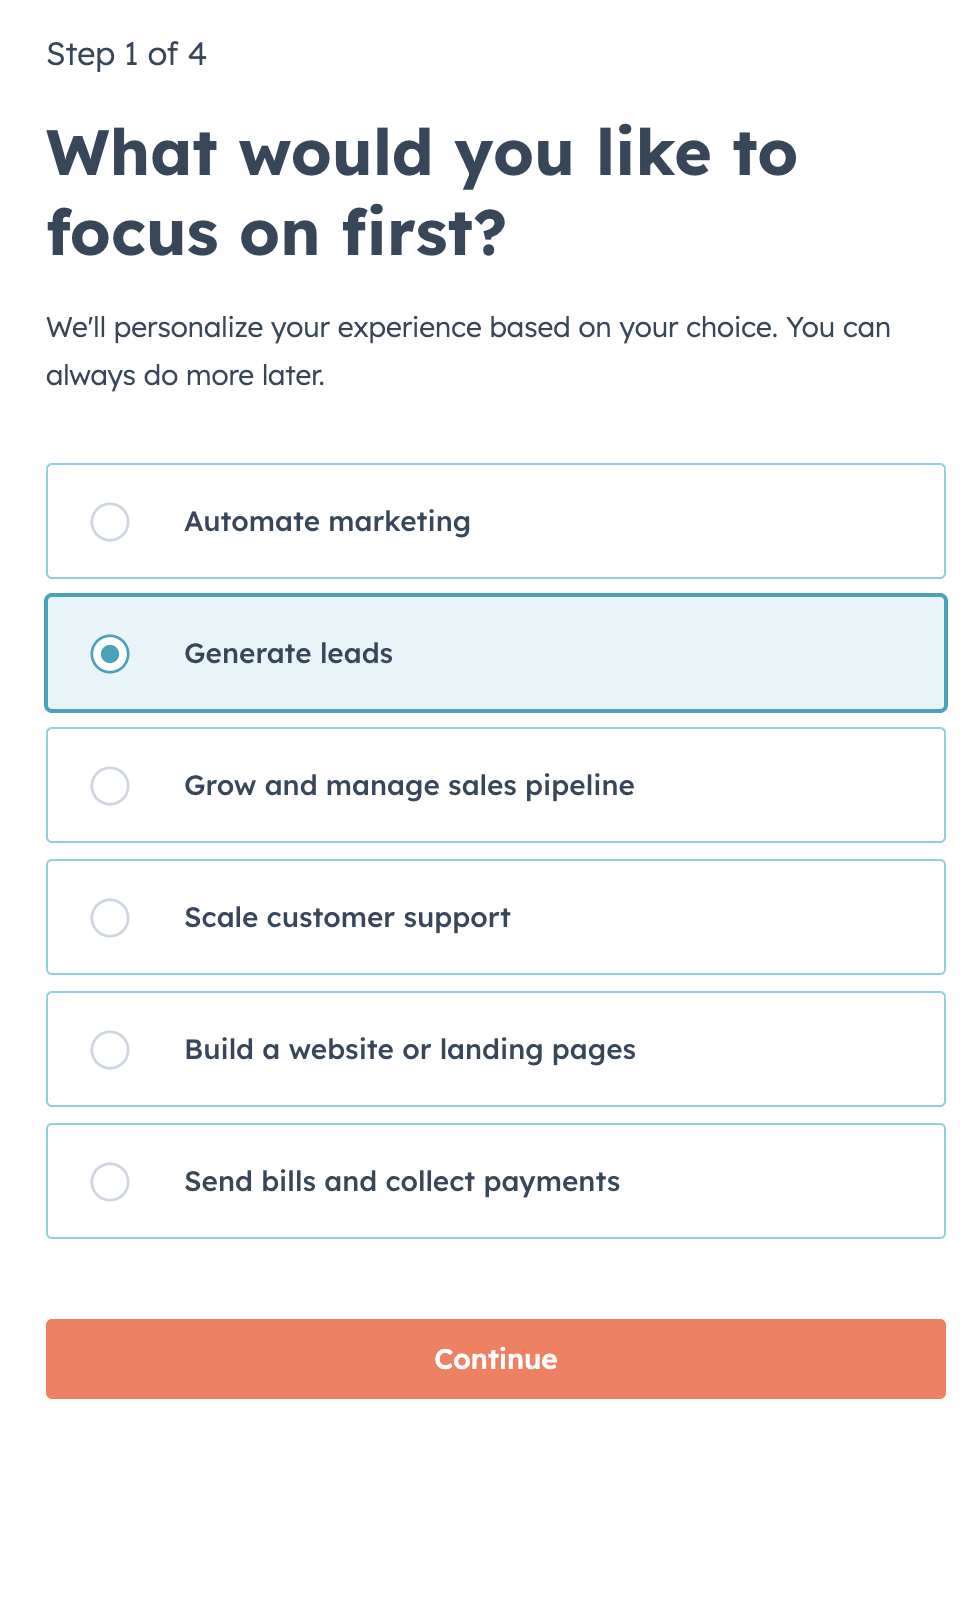 Step 1 of 4
What would you like to
focus on first?
We'll personalize your experience based on your choice. You can
always do more later.
Automate marketing
Generate leads
Grow and manage sales pipeline
Scale customer support
Build a website or landing pages
Send bills and collect payments
Continue